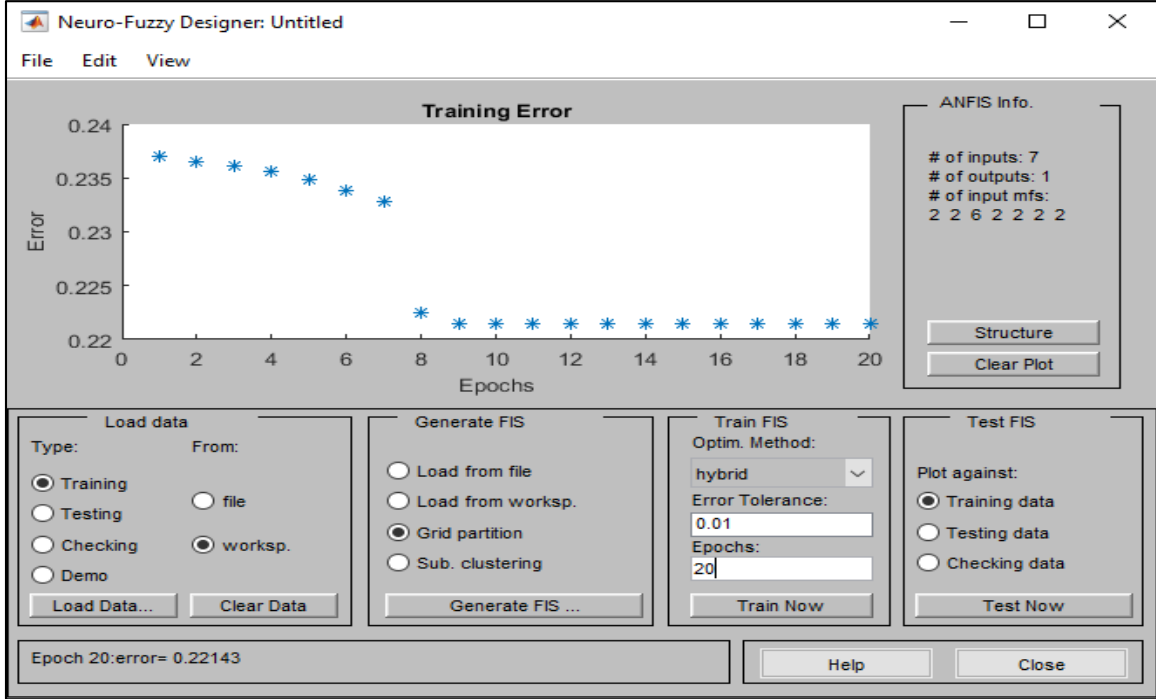 Neuro-Fuzzy Designer: Untitled
File Edit View
Training Error
0.24
0.235
0.23
0.225
0.22
Error
0 2 4 6 8 10 12 14 16 18 20
Epochs
ANFIS Info.
# of inputs: 7
# of outputs: 1
# of input mfs:
2 2 6 2 2 2 2
Structure
Clear Plot
Load data
Type: From:
Training
Testing
Checking
Demo
file
worksp.
Load Data... Clear Data
Generate FIS
Load from file
Load from worksp.
Grid partition
Sub. clustering
Generate FIS ...
Train FIS
Optim. Method:
hybrid
Error Tolerance:
0.01
Epochs:
20
Train Now
Test FIS
Plot against:
Training data
Testing data
Checking data
Test Now
Epoch 20:error= 0.22143
Help Close